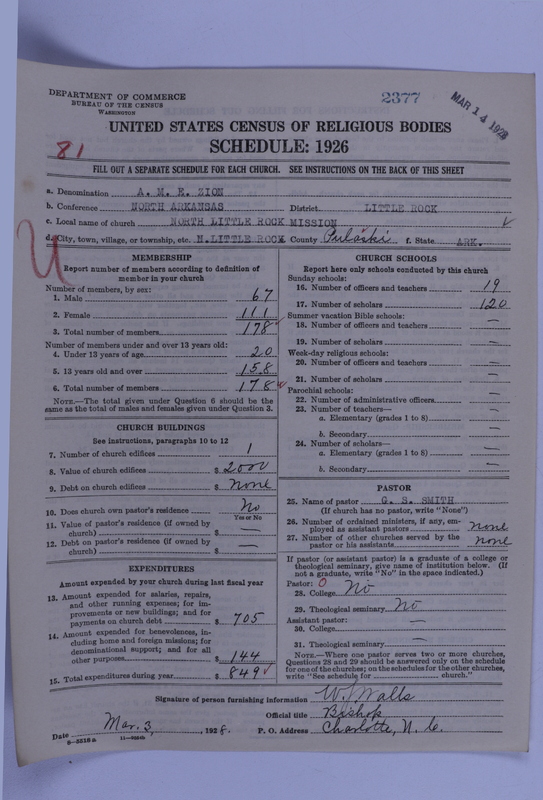 DEPARTMENT OF COMMERCE
BUREAU OF THE CENSUS
WASHINGTON
2377
MAR 14 1928
UNITED STATES CENSUS OF RELIGIOUS BODIES
SCHEDULE: 1926
81
FILL OUT A SEPARATE SCHEDULE FOR EACH CHURCH. SEE INSTRUCTIONS ON THE BACK OF THIS SHEET
a. Denomination A. M. E. ZION
b. Conference NORTH ARKANSAS District LITTLE ROCK
c. Local name of church NORTH LITTLE ROCK MISSION
d. City, town, village, or township, etc. N. LITTLE ROCK County Pulaski f. State ARK.
MEMBERSHIP
Report number of members according to definition of
member in your church
Number of members, by sex:
1. Male 67
2. Female 111
3. Total number of members 178
Number of members under and over 13 years old:
4. Under 13 years of age 20
5. 13 years old and over 158
6. Total number of members 178
NOTE.—The total given under Question 6 should be the
same as the total of males and females given under Question 3.
CHURCH BUILDINGS
See instructions, paragraphs 10 to 12
7. Number of church edifices 1
8. Value of church edifices $ 2000
9. Debt on church edifices $ None
10. Does church own pastor's residence? No
Yes or No
11. Value of pastor's residence (if owned by
church) $ —
12. Debt on pastor's residence (if owned by
church) $ —
EXPENDITURES
Amount expended by your church during last fiscal year
13. Amount expended for salaries, repairs,
and other running expenses; for im-
provements or new buildings; and for
payments on church debt $ 705
14. Amount expended for benevolences, in-
cluding home and foreign missions; for
denominational support; and for all
other purposes $ 144
15. Total expenditures during year $ 849
CHURCH SCHOOLS
Report here only schools conducted by this church
Sunday schools:
16. Number of officers and teachers 19
17. Number of scholars 120
Summer vacation Bible schools:
18. Number of officers and teachers —
19. Number of scholars —
Week-day religious schools:
20. Number of officers and teachers —
21. Number of scholars —
Parochial schools:
22. Number of administrative officers —
23. Number of teachers—
a. Elementary (grades 1 to 8) —
b. Secondary —
24. Number of scholars—
a. Elementary (grades 1 to 8) —
b. Secondary —
PASTOR
25. Name of pastor G. S. SMITH
(If church has no pastor, write "None")
26. Number of ordained ministers, if any, em-
ployed as assistant pastors none
27. Number of other churches served by the
pastor or his assistants none
If pastor (or assistant pastor) is a graduate of a college or
theological seminary, give name of institution below. (If
not a graduate, write "No" in the space indicated.)
Pastor: 0
28. College No
29. Theological seminary No
Assistant pastor:
30. College —
31. Theological seminary —
NOTE.—Where one pastor serves two or more churches,
Questions 28 and 29 should be answered only on the schedule
for one of the churches; on the schedules for the other churches,
write "See schedule for church."
Signature of person furnishing information W. J. Walls
Official title Bishop
Date Mar. 3, 1928. P. O. Address Charlotte, N. C.